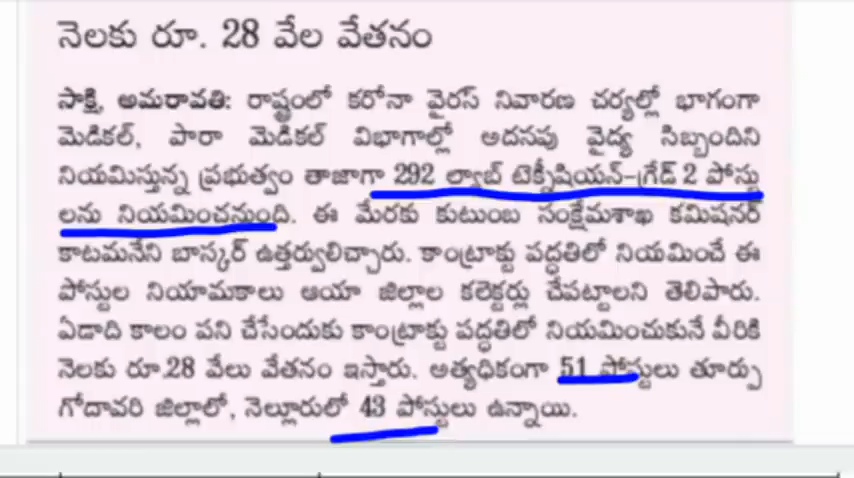 నెలకు రూ. 28 వేల వేతనం
సాక్షి, అమరావతి: రాష్ట్రంలో కరోనా వైరస్ నివారణ చర్యల్లో భాగంగా
మెడికల్, పారా మెడికల్ విభాగాల్లో అదనపు వైద్య సిబ్బందిని
నియమిస్తున్న ప్రభుత్వం తాజాగా 292 ల్యాబ్ టెక్నీషియన్-గ్రేడ్ 2 పోస్టు
లను నియమించనుంది. ఈ మేరకు కుటుంబ సంక్షేమశాఖ కమిషనర్
కాటమనేని బాస్కర్ ఉత్తర్వులిచ్చారు. కాంట్రాక్టు పద్ధతిలో నియమించే ఈ
పోస్టుల నియామకాలు ఆయా జిల్లాల కలెక్టర్లు చేపట్టాలని తెలిపారు.
ఏడాది కాలం పని చేసేందుకు కాంట్రాక్టు పద్ధతిలో నియమించుకునే వీరికి
నెలకు రూ.28 వేలు వేతనం ఇస్తారు. అత్యధికంగా 51 పోస్టులు తూర్పు
గోదావరి జిల్లాలో, నెల్లూరులో 43 పోస్టులు ఉన్నాయి.